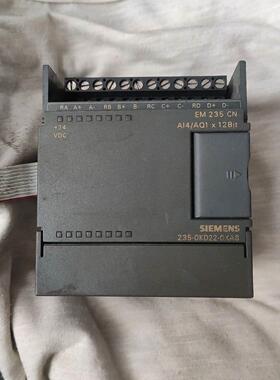 RA A+ A- RB B+ B- RC C+ C- RD D+ D-
EM 235 CN
AI4/AQ1 x 12Bit
+24
VDC
SIEMENS
235-0KD22-0XA8